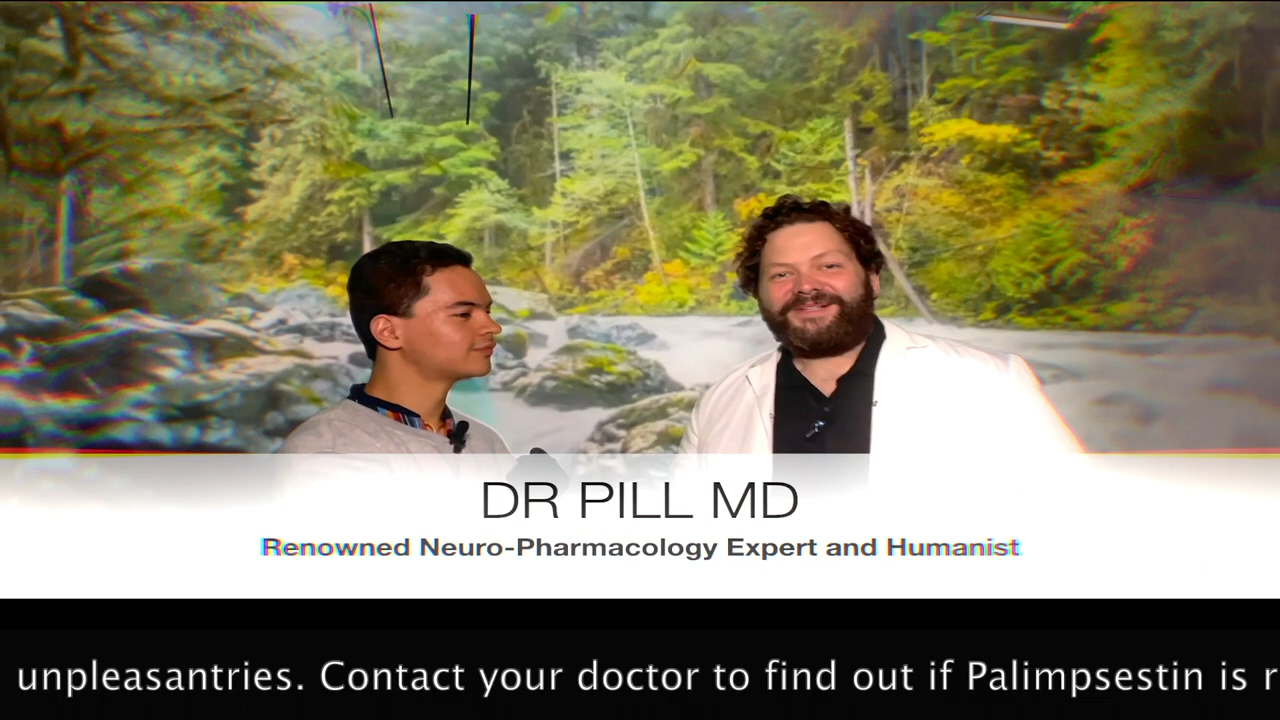 DR PILL MD
Renowned Neuro-Pharmacology Expert and Humanist
unpleasantries. Contact your doctor to find out if Palimpsestin is r